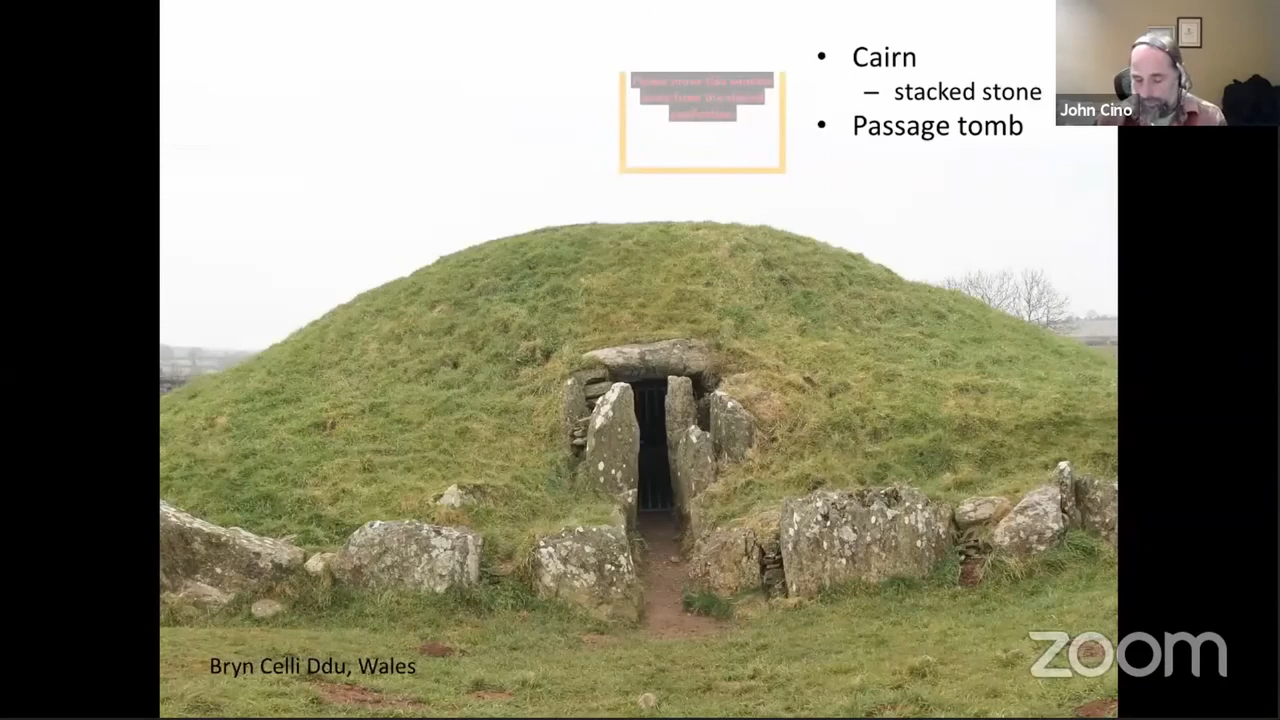 • Cairn
– stacked stone
• Passage tomb
John Cino
Bryn Celli Ddu, Wales
zoom